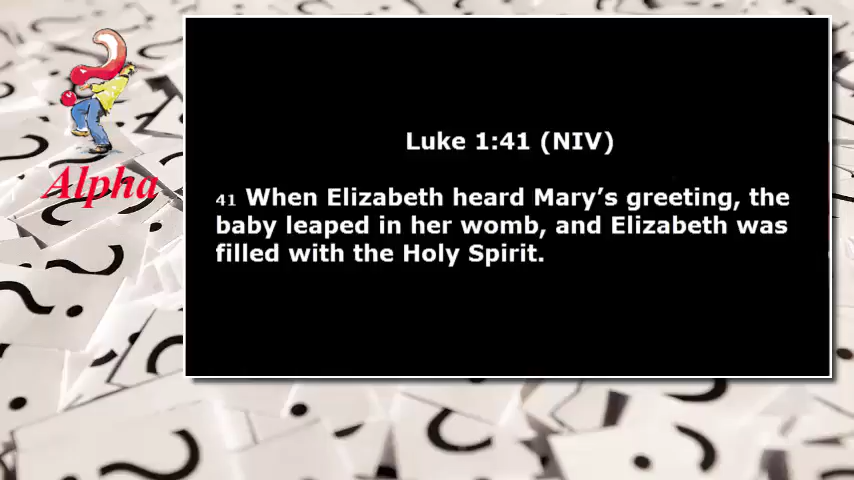 Alpha
Luke 1:41 (NIV)
41 When Elizabeth heard Mary’s greeting, the
baby leaped in her womb, and Elizabeth was
filled with the Holy Spirit.